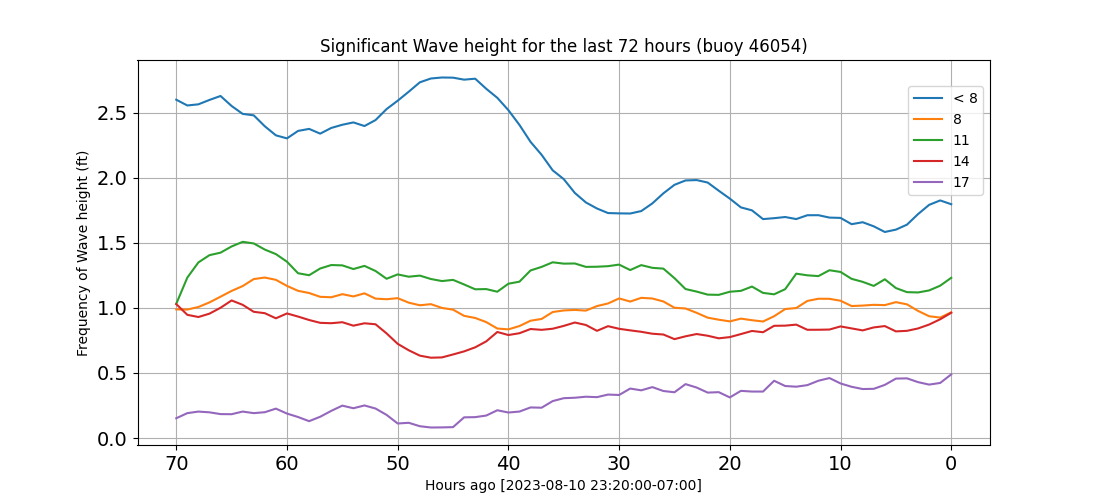 Significant Wave height for the last 72 hours (buoy 46054)
Frequency of Wave height (ft)
2.5
2.0
1.5
1.0
0.5
0.0
< 8
8
11
14
17
70 60 50 40 30 20 10 0
Hours ago [2023-08-10 23:20:00-07:00]